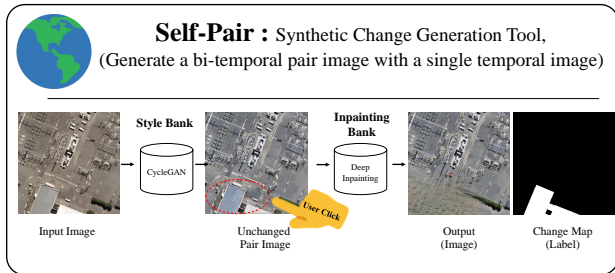 Self-Pair : Synthetic Change Generation Tool,
(Generate a bi-temporal pair image with a single temporal image)
Style Bank
Inpainting
Bank
CycleGAN
Deep
Inpainting
User Click
Input Image
Unchanged
Pair Image
Output
(Image)
Change Map
(Label)